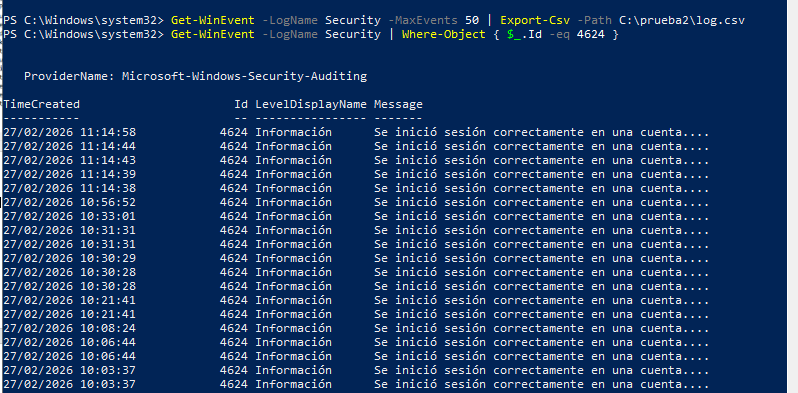 PS C:\Windows\system32> Get-WinEvent -LogName Security -MaxEvents 50 | Export-Csv -Path C:\prueba2\log.csv
PS C:\Windows\system32> Get-WinEvent -LogName Security | Where-Object { $_.Id -eq 4624 }
ProviderName: Microsoft-Windows-Security-Auditing
TimeCreated Id LevelDisplayName Message
----------- -- ---------------- -------
27/02/2026 11:14:58 4624 Información Se inició sesión correctamente en una cuenta....
27/02/2026 11:14:44 4624 Información Se inició sesión correctamente en una cuenta....
27/02/2026 11:14:43 4624 Información Se inició sesión correctamente en una cuenta....
27/02/2026 11:14:39 4624 Información Se inició sesión correctamente en una cuenta....
27/02/2026 11:14:38 4624 Información Se inició sesión correctamente en una cuenta....
27/02/2026 10:56:52 4624 Información Se inició sesión correctamente en una cuenta....
27/02/2026 10:33:01 4624 Información Se inició sesión correctamente en una cuenta....
27/02/2026 10:31:31 4624 Información Se inició sesión correctamente en una cuenta....
27/02/2026 10:31:31 4624 Información Se inició sesión correctamente en una cuenta....
27/02/2026 10:30:29 4624 Información Se inició sesión correctamente en una cuenta....
27/02/2026 10:30:28 4624 Información Se inició sesión correctamente en una cuenta....
27/02/2026 10:30:28 4624 Información Se inició sesión correctamente en una cuenta....
27/02/2026 10:21:41 4624 Información Se inició sesión correctamente en una cuenta....
27/02/2026 10:21:41 4624 Información Se inició sesión correctamente en una cuenta....
27/02/2026 10:08:24 4624 Información Se inició sesión correctamente en una cuenta....
27/02/2026 10:06:44 4624 Información Se inició sesión correctamente en una cuenta....
27/02/2026 10:06:44 4624 Información Se inició sesión correctamente en una cuenta....
27/02/2026 10:03:37 4624 Información Se inició sesión correctamente en una cuenta....
27/02/2026 10:03:37 4624 Información Se inició sesión correctamente en una cuenta....